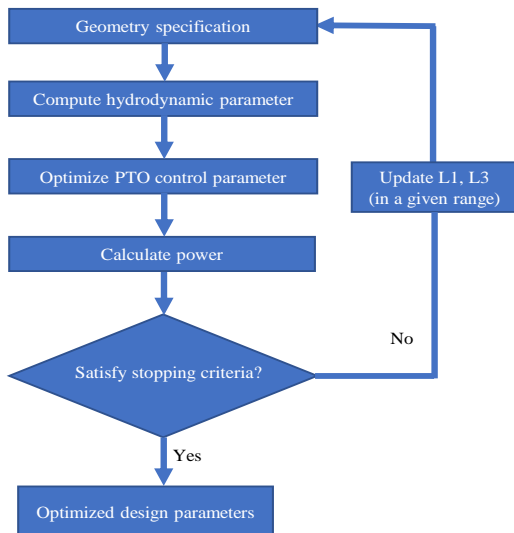 Geometry specification
Compute hydrodynamic parameter
Optimize PTO control parameter
Update L1, L3
(in a given range)
Calculate power
No
Satisfy stopping criteria?
Yes
Optimized design parameters